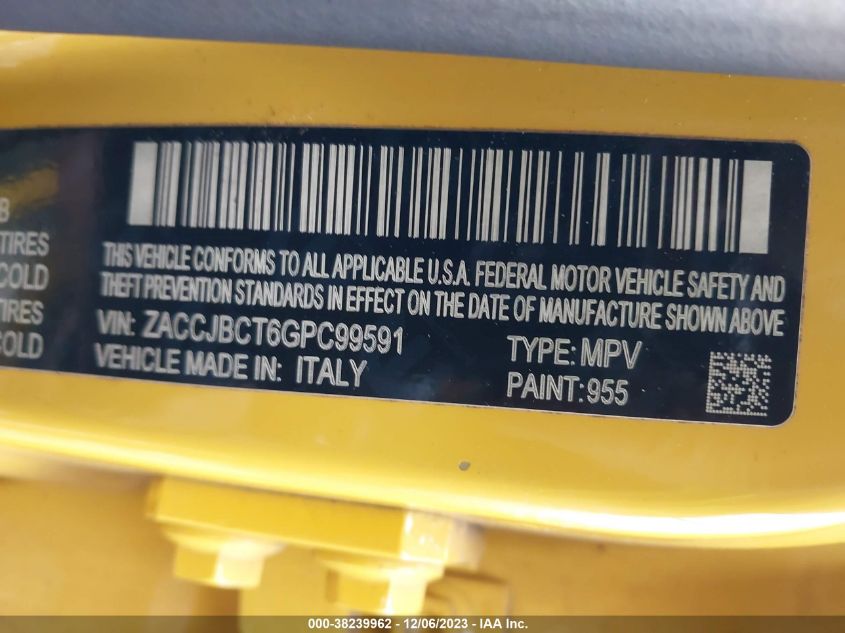 B
TIRES
COLD
TIRES
COLD
THIS VEHICLE CONFORMS TO ALL APPLICABLE U.S.A. FEDERAL MOTOR VEHICLE SAFETY AND
THEFT PREVENTION STANDARDS IN EFFECT ON THE DATE OF MANUFACTURE SHOWN ABOVE
VIN: ZACCJBCT6GPC99591
TYPE: MPV
VEHICLE MADE IN: ITALY
PAINT: 955
000-38239962 - 12/06/2023 - IAA Inc.